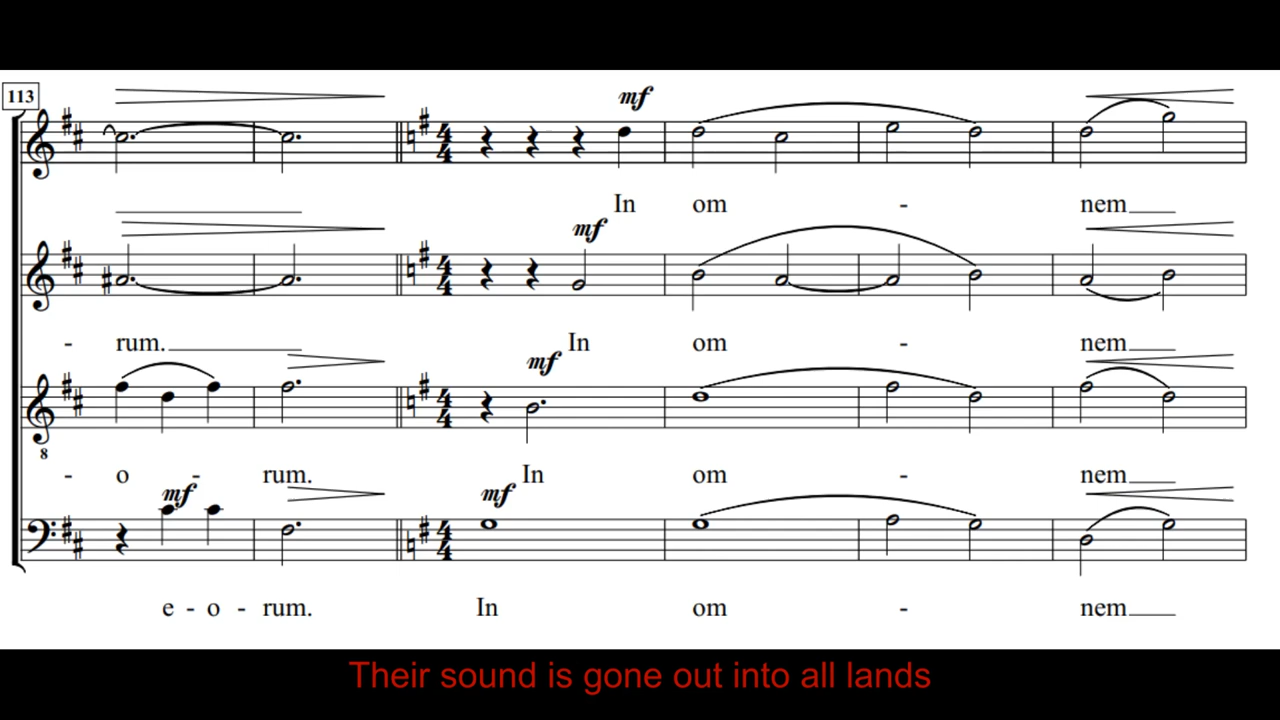 113
mf
In om - nem
mf
- rum. In om - nem
mf
- o - rum. In om - nem
8
mf mf
e - o - rum. In om - nem
Their sound is gone out into all lands